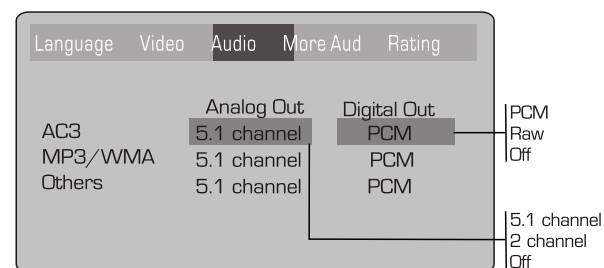 Language Video Audio More Aud Rating
Analog Out Digital Out
AC3 5.1 channel PCM
MP3/WMA 5.1 channel PCM
Others 5.1 channel PCM
PCM
Raw
Off
5.1 channel
2 channel
Off